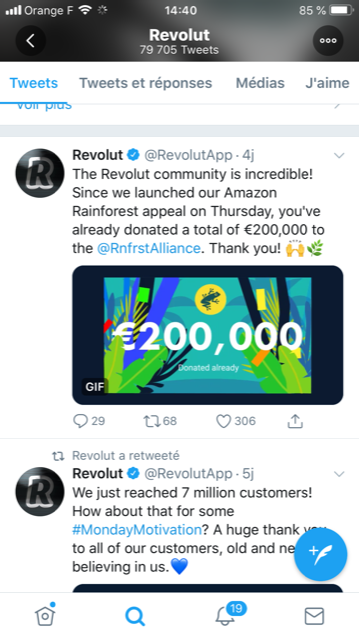 Orange F 14:40 85 %
Revolut
79 705 Tweets
Tweets Tweets et réponses Médias J'aime
Voir plus
Revolut @RevolutApp · 4j
The Revolut community is incredible!
Since we launched our Amazon
Rainforest appeal on Thursday, you've
already donated a total of €200,000 to
the @RnfrstAlliance. Thank you! 🙌🌿
€200,000
Donated already
GIF
29 68 306
Revolut a retweeté
Revolut @RevolutApp · 5j
We just reached 7 million customers!
How about that for some
#MondayMotivation? A huge thank
to all of our customers, old and
believing in us.💙
19